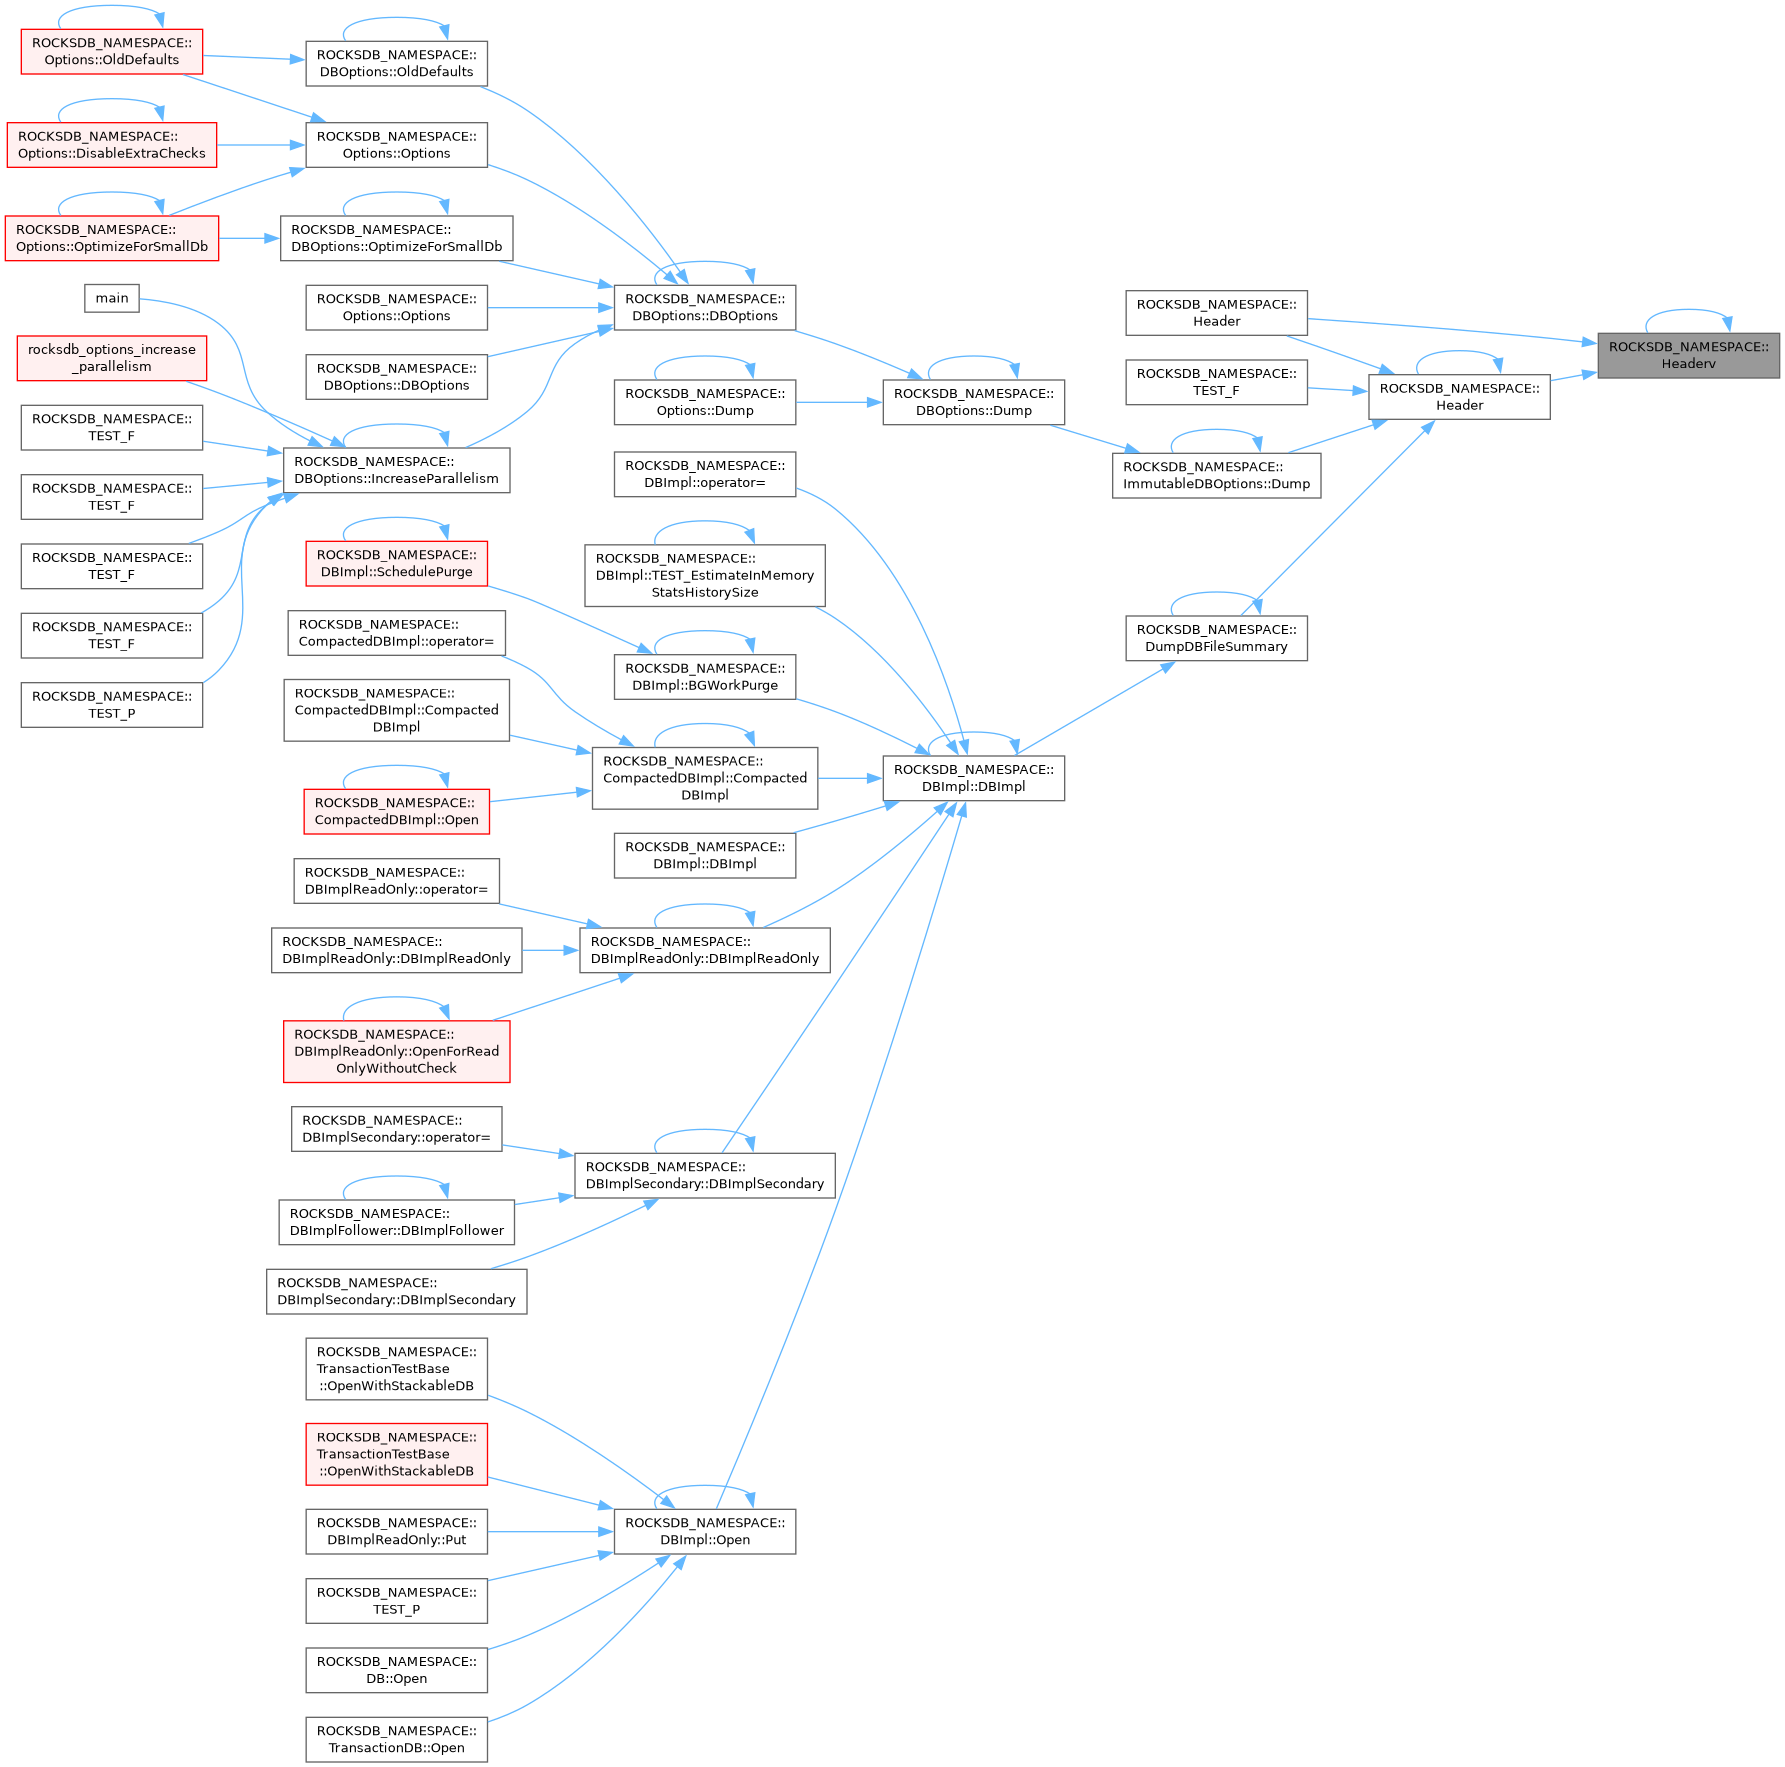 ROCKSDB_NAMESPACE::
Options::OldDefaults
ROCKSDB_NAMESPACE::
Options::DisableExtraChecks
ROCKSDB_NAMESPACE::
Options::OptimizeForSmallDb
main
rocksdb_options_increase
_parallelism
ROCKSDB_NAMESPACE::
TEST_F
ROCKSDB_NAMESPACE::
TEST_F
ROCKSDB_NAMESPACE::
TEST_F
ROCKSDB_NAMESPACE::
TEST_F
ROCKSDB_NAMESPACE::
TEST_P
ROCKSDB_NAMESPACE::
DBOptions::OldDefaults
ROCKSDB_NAMESPACE::
Options::Options
ROCKSDB_NAMESPACE::
DBOptions::OptimizeForSmallDb
ROCKSDB_NAMESPACE::
Options::Options
ROCKSDB_NAMESPACE::
DBOptions::DBOptions
ROCKSDB_NAMESPACE::
DBOptions::IncreaseParallelism
ROCKSDB_NAMESPACE::
DBImpl::SchedulePurge
ROCKSDB_NAMESPACE::
CompactedDBImpl::operator=
ROCKSDB_NAMESPACE::
CompactedDBImpl::Compacted
DBImpl
ROCKSDB_NAMESPACE::
CompactedDBImpl::Open
ROCKSDB_NAMESPACE::
DBImplReadOnly::operator=
ROCKSDB_NAMESPACE::
DBImplReadOnly::DBImplReadOnly
ROCKSDB_NAMESPACE::
DBImplReadOnly::OpenForRead
OnlyWithoutCheck
ROCKSDB_NAMESPACE::
DBImplSecondary::operator=
ROCKSDB_NAMESPACE::
DBImplFollower::DBImplFollower
ROCKSDB_NAMESPACE::
DBImplSecondary::DBImplSecondary
ROCKSDB_NAMESPACE::
TransactionTestBase
::OpenWithStackableDB
ROCKSDB_NAMESPACE::
TransactionTestBase
::OpenWithStackableDB
ROCKSDB_NAMESPACE::
DBImplReadOnly::Put
ROCKSDB_NAMESPACE::
TEST_P
ROCKSDB_NAMESPACE::
DB::Open
ROCKSDB_NAMESPACE::
TransactionDB::Open
ROCKSDB_NAMESPACE::
DBOptions::DBOptions
ROCKSDB_NAMESPACE::
Options::Dump
ROCKSDB_NAMESPACE::
DBImpl::operator=
ROCKSDB_NAMESPACE::
DBImpl::TEST_EstimateInMemory
StatsHistorySize
ROCKSDB_NAMESPACE::
DBImpl::BGWorkPurge
ROCKSDB_NAMESPACE::
CompactedDBImpl::Compacted
DBImpl
ROCKSDB_NAMESPACE::
DBImpl::DBImpl
ROCKSDB_NAMESPACE::
DBImplReadOnly::DBImplReadOnly
ROCKSDB_NAMESPACE::
DBImplSecondary::DBImplSecondary
ROCKSDB_NAMESPACE::
DBImpl::Open
ROCKSDB_NAMESPACE::
DBOptions::Dump
ROCKSDB_NAMESPACE::
DBImpl::DBImpl
ROCKSDB_NAMESPACE::
Header
ROCKSDB_NAMESPACE::
TEST_F
ROCKSDB_NAMESPACE::
ImmutableDBOptions::Dump
ROCKSDB_NAMESPACE::
DumpDBFileSummary
ROCKSDB_NAMESPACE::
Header
ROCKSDB_NAMESPACE::
Headerv